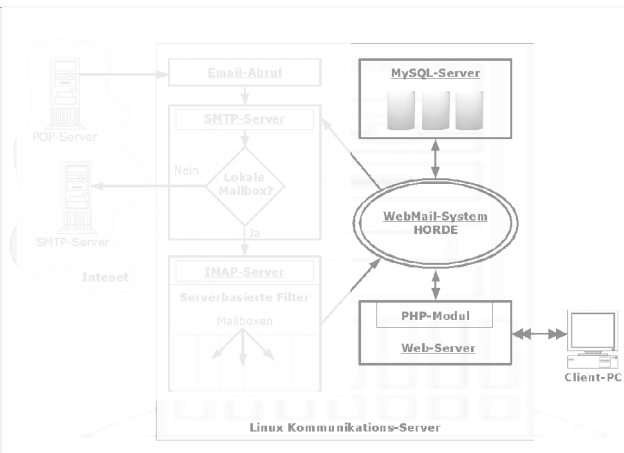 Email-Abruf
MySQL-Server
SMTP-Server
POP-Server
Nein
Lokale
Mailbox?
WebMail-System
HORDE
SMTP-Server
Ja
Intenet
IMAP-Server
Serverbasierte Filter
Mailboxen
PHP-Modul
Web-Server
Client-PC
Linux Kommunikations-Server